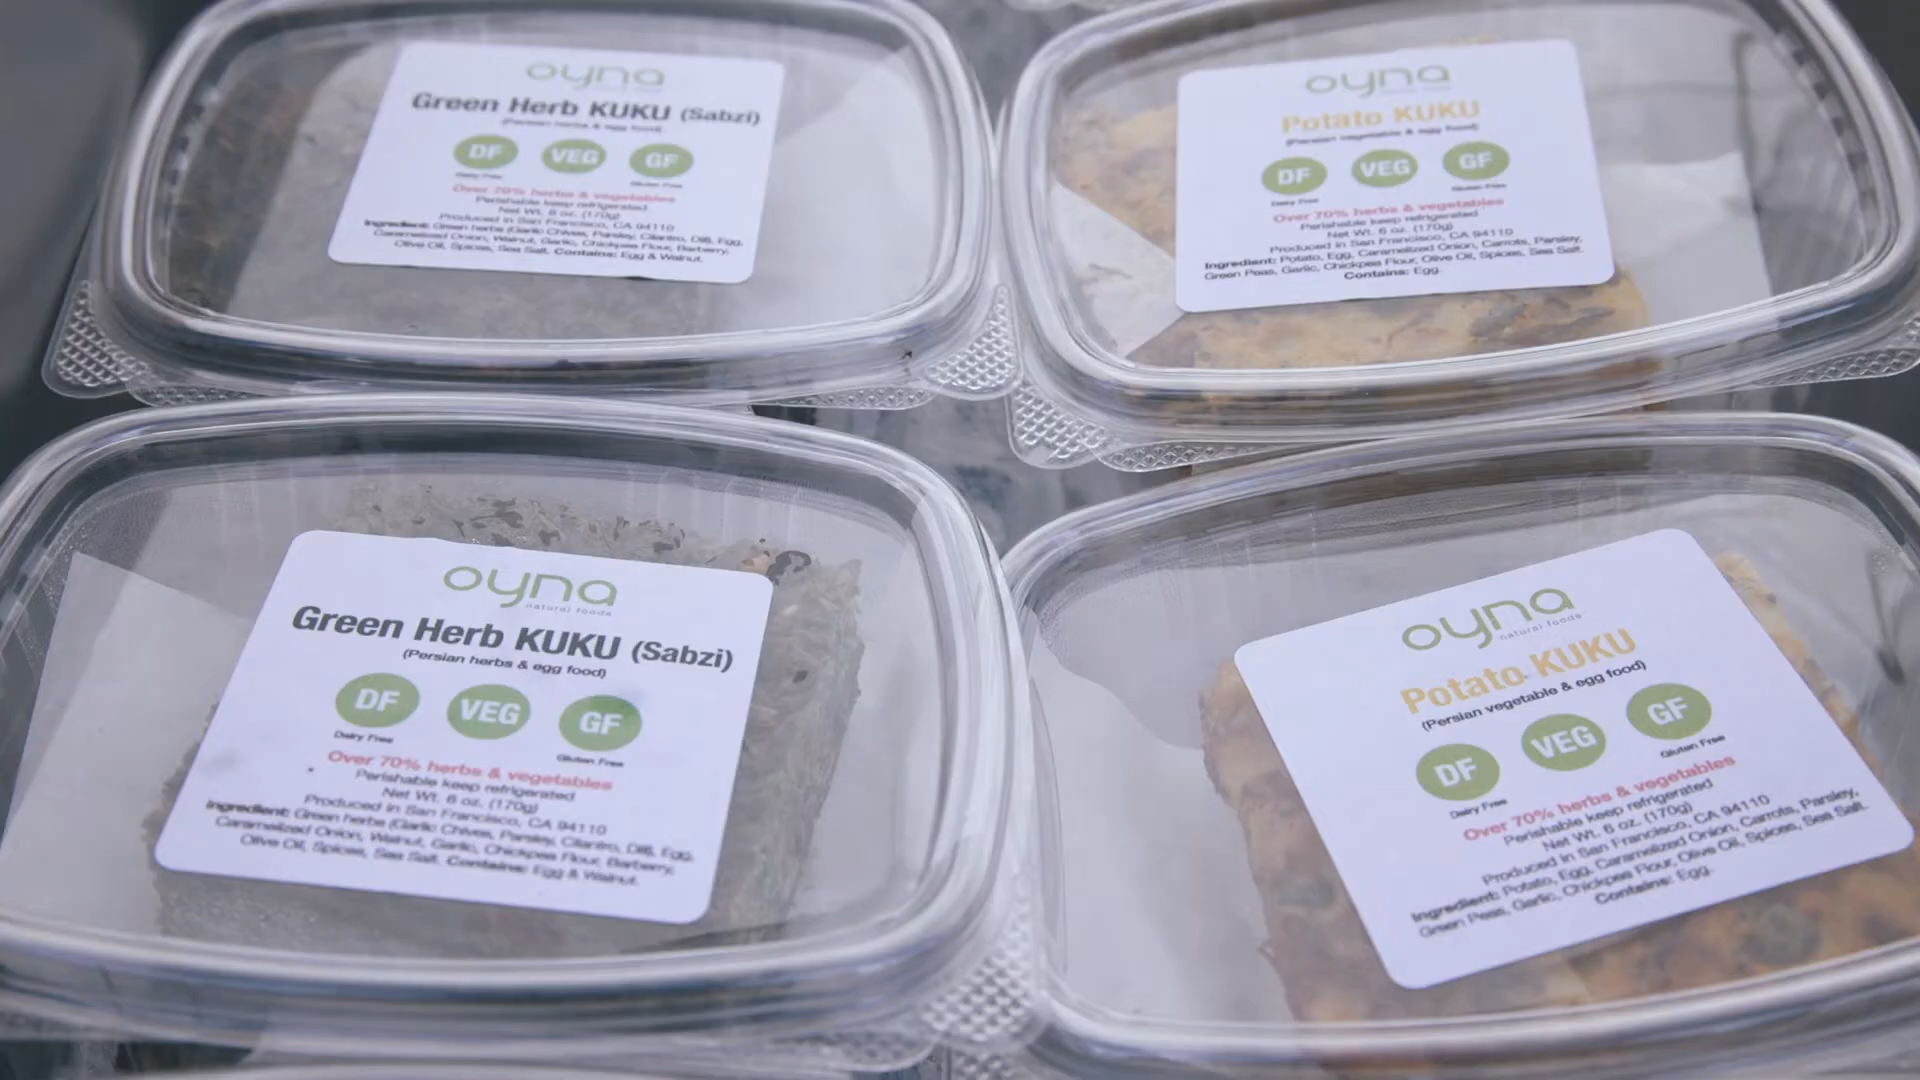 oyna
Green Herb KUKU (Sabzi)
(Persian herbs & egg food)
DF VEG GF
Dairy Free Gluten Free
Over 70% herbs & vegetables
Perishable keep refrigerated
Net Wt. 6 oz. (170g)
Produced in San Francisco, CA 94110
Ingredient: Green herbs (Garlic Chives, Parsley, Cilantro, Dill), Egg,
Caramelized Onion, Walnut, Garlic, Chickpea Flour, Barberry,
Olive Oil, Spices, Sea Salt. Contains: Egg & Walnut.
oyna
Potato KUKU
(Persian vegetable & egg food)
DF VEG GF
Dairy Free Gluten Free
Over 70% herbs & vegetables
Perishable keep refrigerated
Net Wt. 6 oz. (170g)
Produced in San Francisco, CA 94110
Ingredient: Potato, Egg, Caramelized Onion, Carrots, Parsley,
Green Peas, Garlic, Chickpea Flour, Olive Oil, Spices, Sea Salt.
Contains: Egg.
oyna
natural foods
Green Herb KUKU (Sabzi)
(Persian herbs & egg food)
DF VEG GF
Dairy Free Gluten Free
Over 70% herbs & vegetables
Perishable keep refrigerated
Net Wt. 6 oz. (170g)
Produced in San Francisco, CA 94110
Ingredient: Green herbs (Garlic Chives, Parsley, Cilantro, Dill), Egg,
Caramelized Onion, Walnut, Garlic, Chickpea Flour, Barberry,
Olive Oil, Spices, Sea Salt. Contains: Egg & Walnut.
oyna
natural foods
Potato KUKU
(Persian vegetable & egg food)
DF VEG GF
Dairy Free Gluten Free
Over 70% herbs & vegetables
Perishable keep refrigerated
Net Wt. 6 oz. (170g)
Produced in San Francisco, CA 94110
Ingredient: Potato, Egg, Caramelized Onion, Carrots, Parsley,
Green Peas, Garlic, Chickpea Flour, Olive Oil, Spices, Sea Salt.
Contains: Egg.